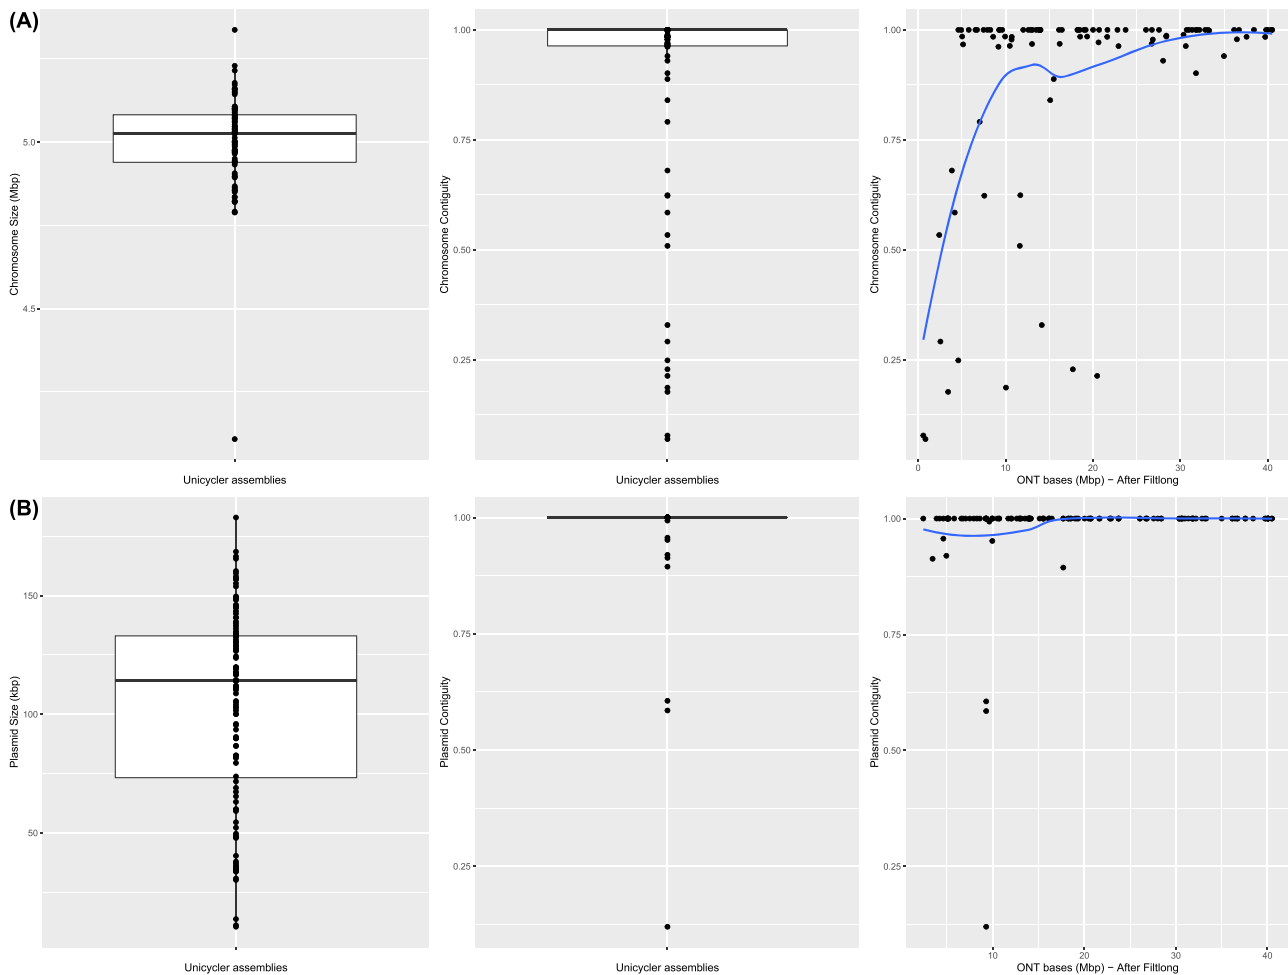 (A)
Chromosome Size (Mbp)
5.0
4.5
Unicycler assemblies
Chromosome Contiguity
1.00
0.75
0.50
0.25
Unicycler assemblies
Chromosome Contiguity
1.00
0.75
0.50
0.25
0 10 20 30 40
ONT bases (Mbp) − After Filtlong
(B)
Plasmid Size (kbp)
150
100
50
Unicycler assemblies
Plasmid Contiguity
1.00
0.75
0.50
0.25
Unicycler assemblies
Plasmid Contiguity
1.00
0.75
0.50
0.25
10 20 30 40
ONT bases (Mbp) − After Filtlong